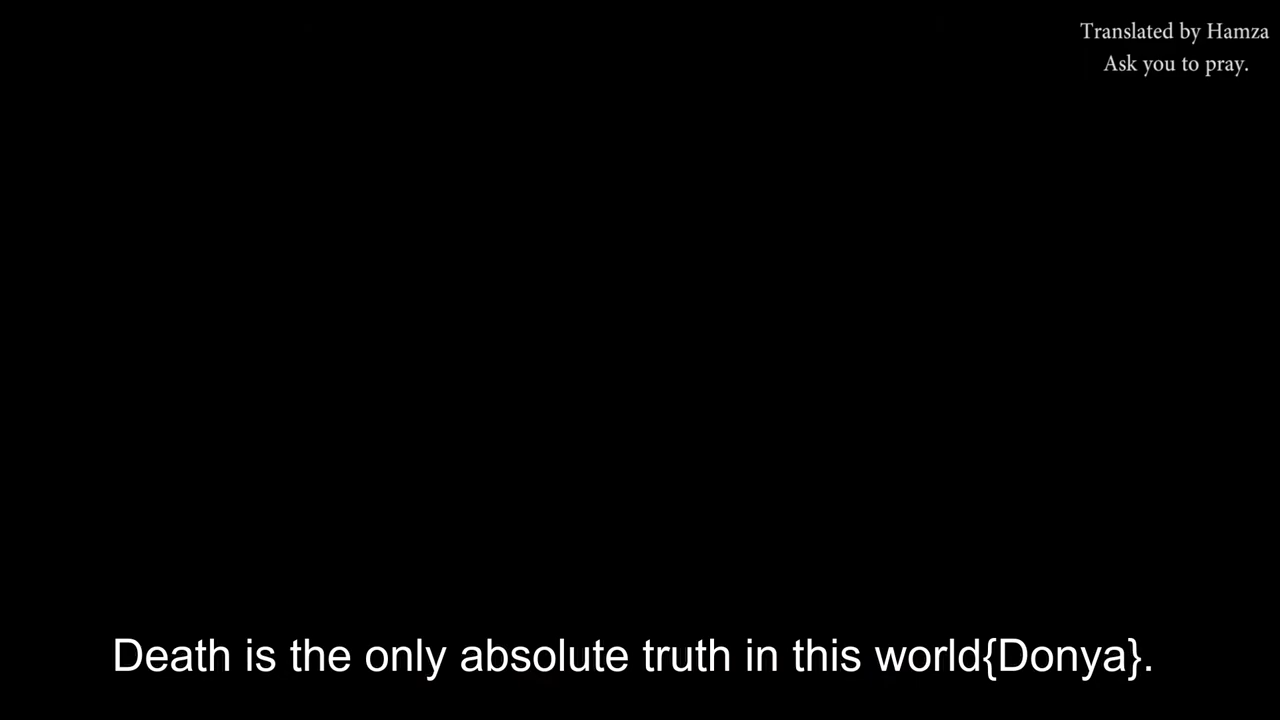 Translated by Hamza
Ask you to pray.
Death is the only absolute truth in this world{Donya}.